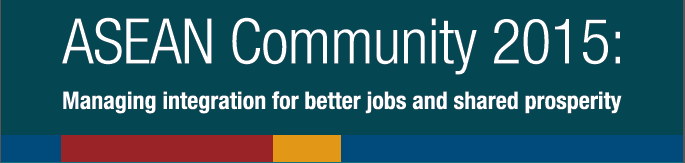 ASEAN Community 2015:
Managing integration for better jobs and shared prosperity